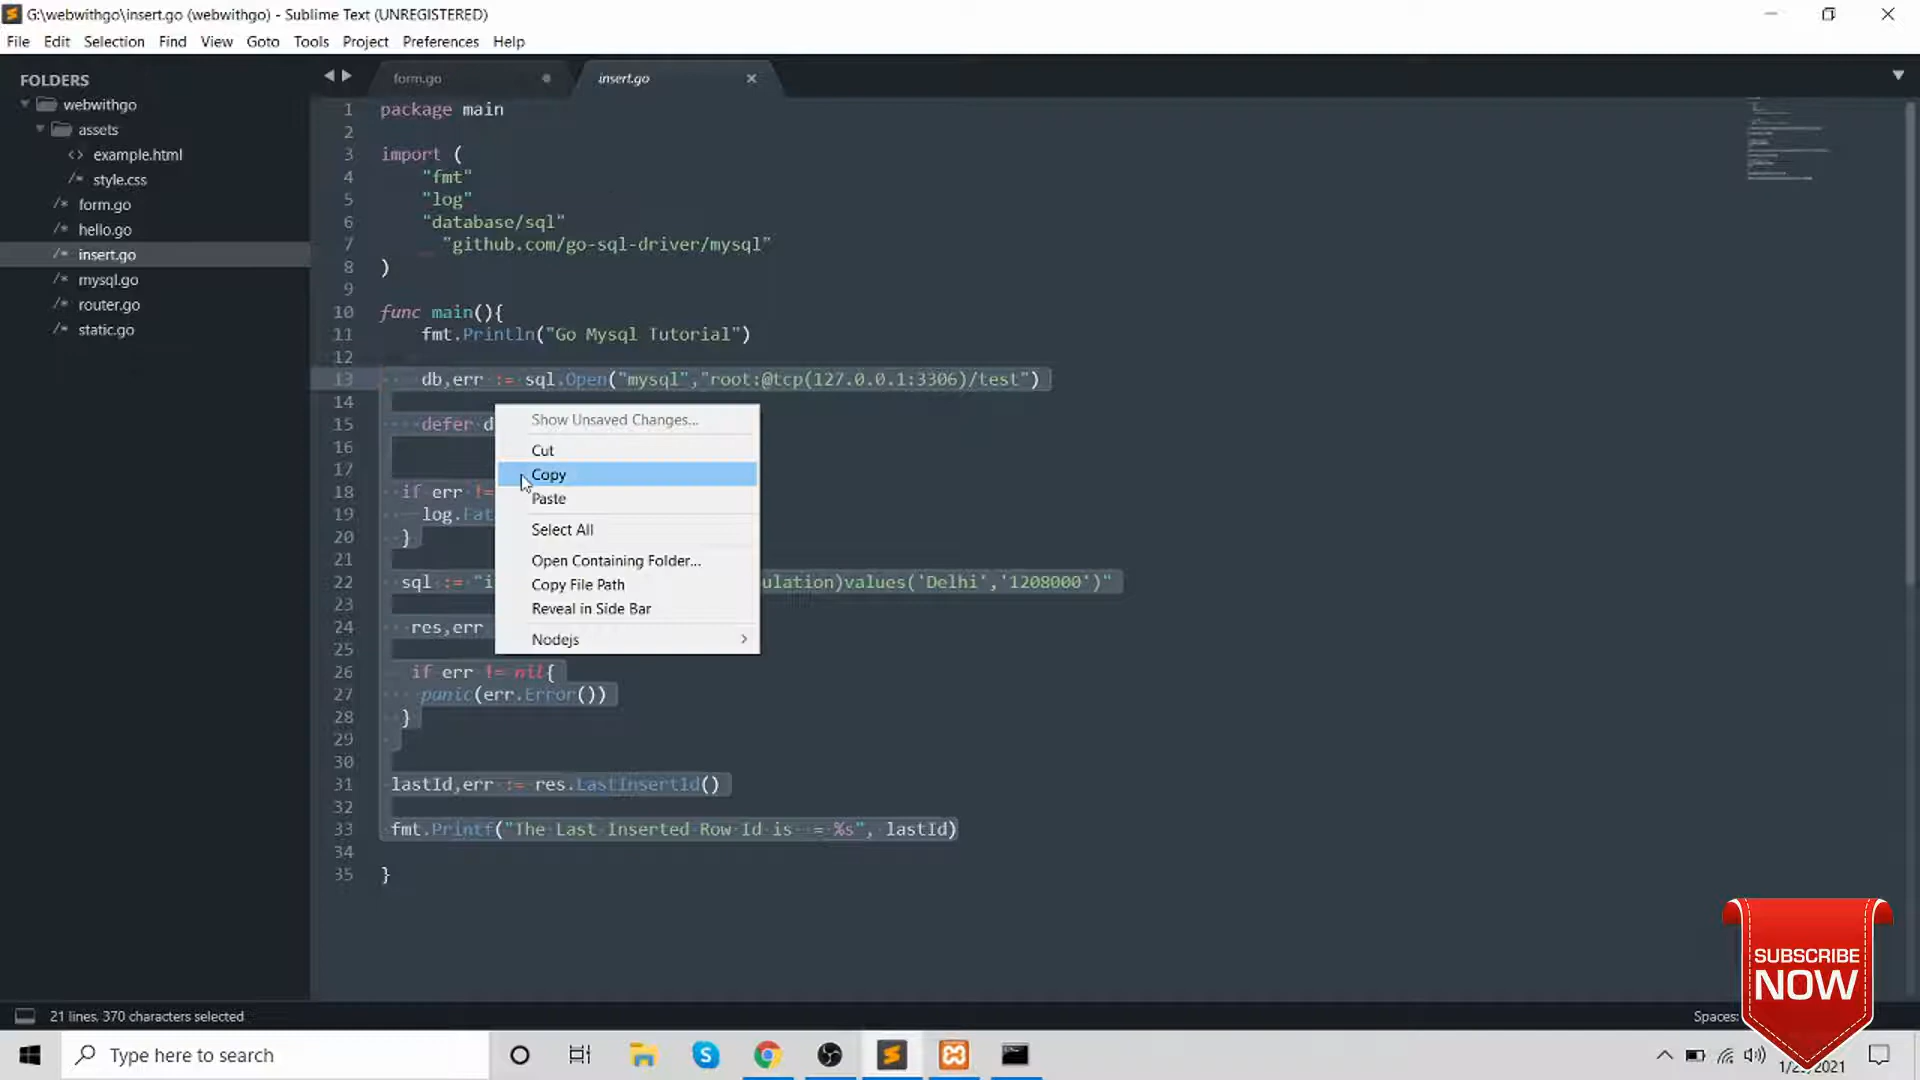 G:\webwithgo\insert.go (webwithgo) - Sublime Text (UNREGISTERED)
File Edit Selection Find View Goto Tools Project Preferences Help
FOLDERS
webwithgo
assets
<> example.html
/* style.css
/* form.go
/* hello.go
/* insert.go
/* mysql.go
/* router.go
/* static.go
form.go
insert.go
1 package main
2
3 import (
4 "fmt"
5 "log"
6 "database/sql"
7 _"github.com/go-sql-driver/mysql"
8 )
9
10 func main(){
11 fmt.Println("Go Mysql Tutorial")
12
13 db,err := sql.Open("mysql","root:@tcp(127.0.0.1:3306)/test")
14
15 defer d
16
17
18 if err !=
19 log.Fat
20 }
21
22 sql := "i ulation)values('Delhi','1208000')"
23
24 res,err
25
26 if err != nil{
27 panic(err.Error())
28 }
29
30
31 lastId,err := res.LastInsertId()
32
33 fmt.Printf("The Last Inserted Row Id is = %s", lastId)
34
35 }
Show Unsaved Changes...
Cut
Copy
Paste
Select All
Open Containing Folder...
Copy File Path
Reveal in Side Bar
Nodejs
SUBSCRIBE
NOW
21 lines, 370 characters selected
Spaces:
Type here to search